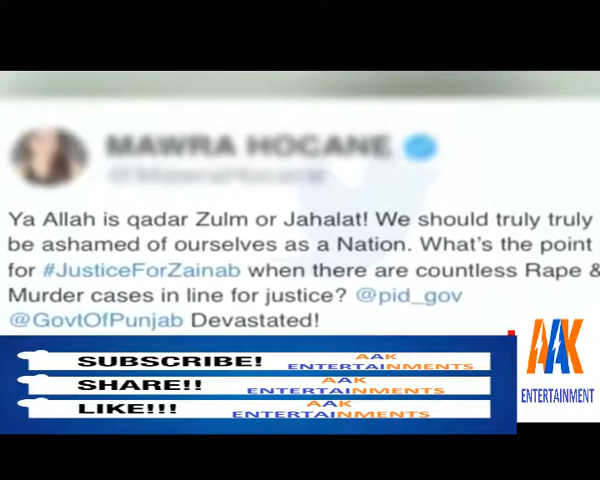 MAWRA HOCANE
@MawraHocane
Ya Allah is qadar Zulm or Jahalat! We should truly truly
be ashamed of ourselves as a Nation. What's the point
for #JusticeForZainab when there are countless Rape &
Murder cases in line for justice? @pid_gov
@GovtOfPunjab Devastated!
SUBSCRIBE! AAK ENTERTAINMENTS
SHARE!! AAK ENTERTAINMENTS
LIKE!!! AAK ENTERTAINMENTS
AAK
ENTERTAINMENT